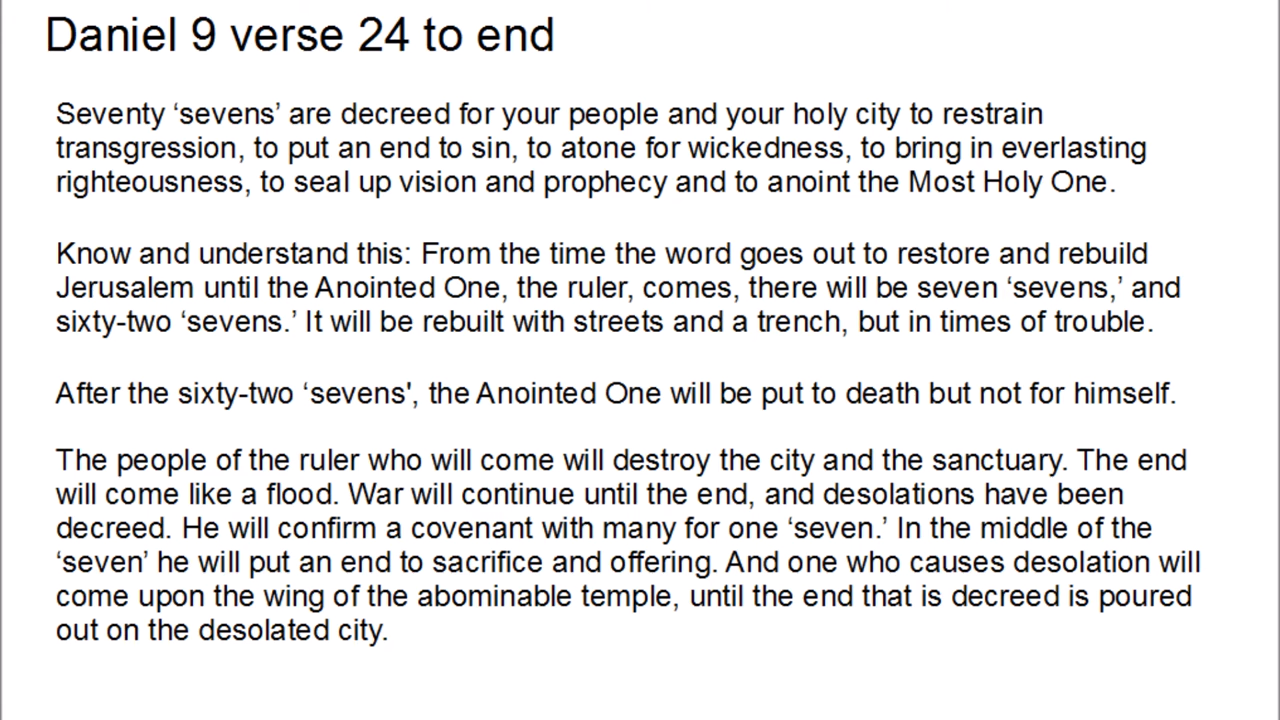 Daniel 9 verse 24 to end
Seventy ‘sevens’ are decreed for your people and your holy city to restrain
transgression, to put an end to sin, to atone for wickedness, to bring in everlasting
righteousness, to seal up vision and prophecy and to anoint the Most Holy One.
Know and understand this: From the time the word goes out to restore and rebuild
Jerusalem until the Anointed One, the ruler, comes, there will be seven ‘sevens,’ and
sixty-two ‘sevens.’ It will be rebuilt with streets and a trench, but in times of trouble.
After the sixty-two ‘sevens', the Anointed One will be put to death but not for himself.
The people of the ruler who will come will destroy the city and the sanctuary. The end
will come like a flood. War will continue until the end, and desolations have been
decreed. He will confirm a covenant with many for one ‘seven.’ In the middle of the
‘seven’ he will put an end to sacrifice and offering. And one who causes desolation will
come upon the wing of the abominable temple, until the end that is decreed is poured
out on the desolated city.